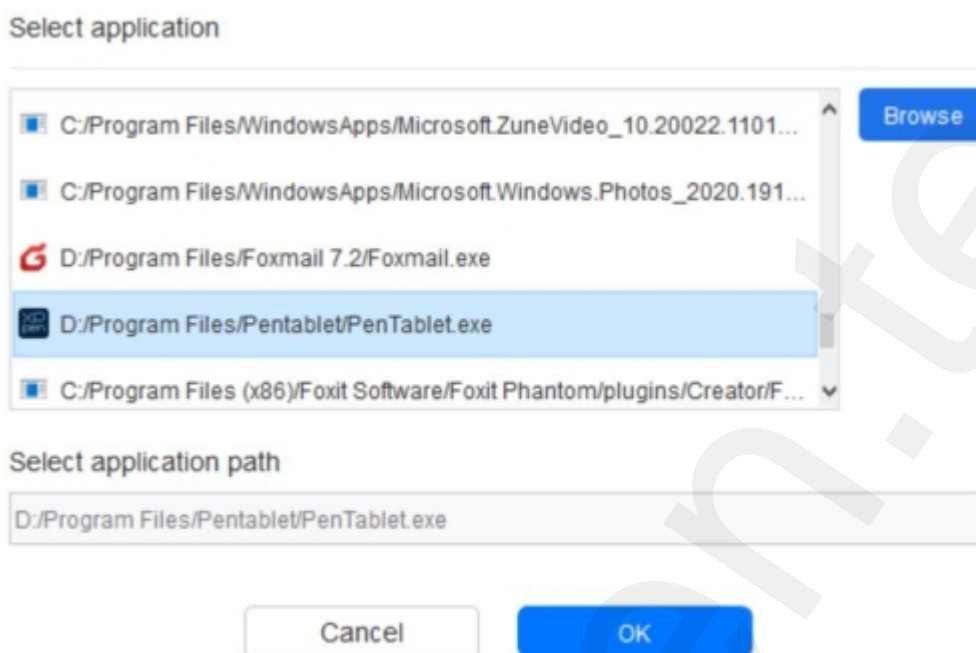 Select application
C:/Program Files/WindowsApps/Microsoft.ZuneVideo_10.20022.1101...
Browse
C:/Program Files/WindowsApps/Microsoft.Windows.Photos_2020.191...
D:/Program Files/Foxmail 7.2/Foxmail.exe
XP pen D:/Program Files/Pentablet/PenTablet.exe
C:/Program Files (x86)/Foxit Software/Foxit Phantom/plugins/Creator/F...
Select application path
D:/Program Files/Pentablet/PenTablet.exe
Cancel
OK